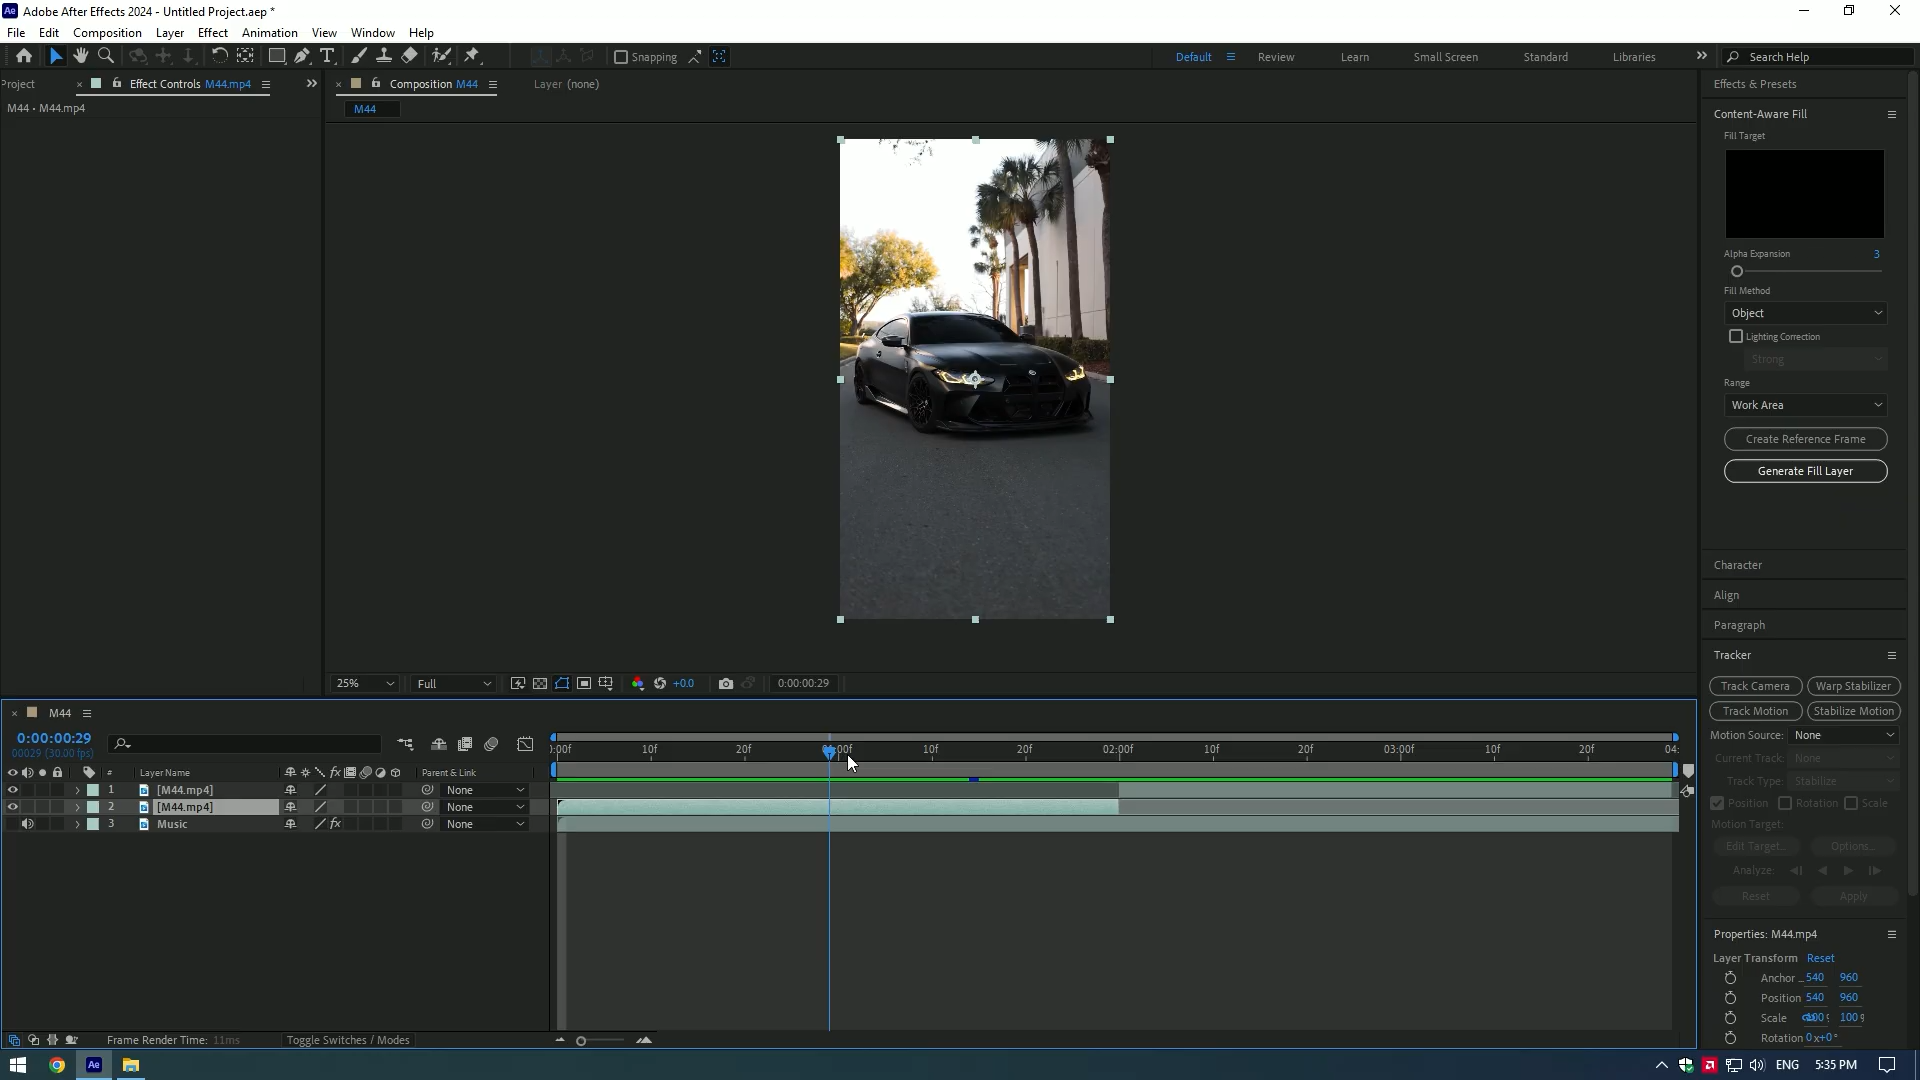 Ae Adobe After Effects 2024 - Untitled Project.aep *
File Edit Composition Layer Effect Animation View Window Help
Snapping
Default Review Learn Small Screen Standard Libraries Search Help
Project Effect Controls M44.mp4 Composition M44 Layer (none)
M44 • M44.mp4
M44
Effects & Presets
Content-Aware Fill
Fill Target
Alpha Expansion 3
Fill Method
Object
Lighting Correction
Strong
Range
Work Area
Create Reference Frame
Generate Fill Layer
Character
Align
Paragraph
Tracker
Track Camera Warp Stabilizer
Track Motion Stabilize Motion
Motion Source: None
Current Track: None
Track Type: Stabilize
Position Rotation Scale
Motion Target:
Edit Target... Options...
Analyze:
Reset Apply
Properties: M44.mp4
Layer Transform Reset
Anchor ... 540 960
Position 540 960
Scale 100 100
Rotation 0x+0°
25% Full +0.0 0:00:00:29
M44
0:00:00:29
00029 (30.00 fps)
):00f 10f 20f 01:00f 10f 20f 02:00f 10f 20f 03:00f 10f 20f 04:
# Layer Name fx Parent & Link
1 [M44.mp4] None
2 [M44.mp4] None
3 Music fx None
Frame Render Time: 11ms Toggle Switches / Modes
Ae ENG 5:35 PM